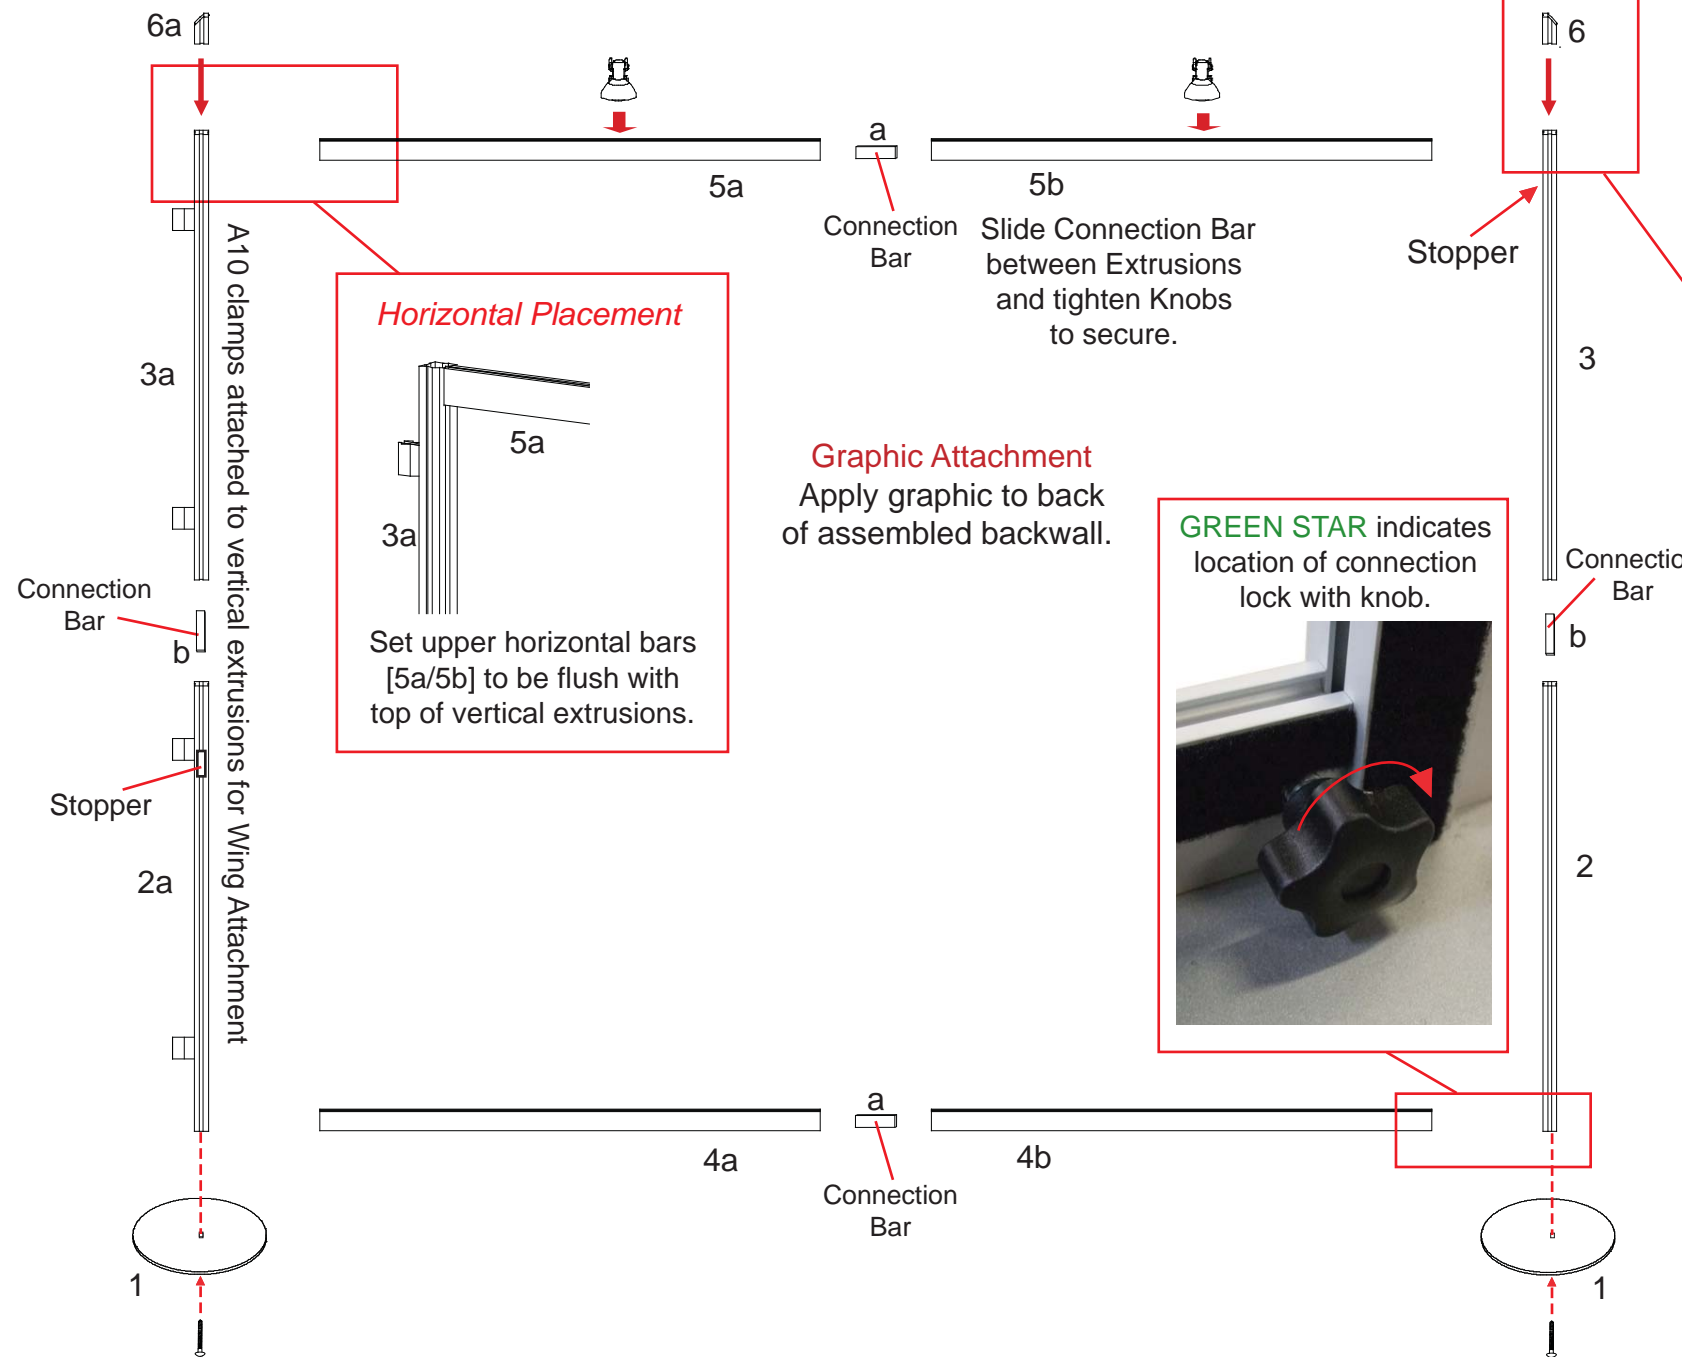 6a
6
a
5a
5b
Connection
Bar
Slide Connection Bar
between Extrusions
and tighten Knobs
to secure.
Stopper
A10 clamps attached to vertical extrusions for Wing Attachment
Horizontal Placement
5a
3a
Set upper horizontal bars
[5a/5b] to be flush with
top of vertical extrusions.
3a
3
Graphic Attachment
Apply graphic to back
of assembled backwall.
GREEN STAR indicates
location of connection
lock with knob.
Connection
Bar
b
Connectio
Bar
b
Stopper
2a
2
a
4a
4b
Connection
Bar
1
1